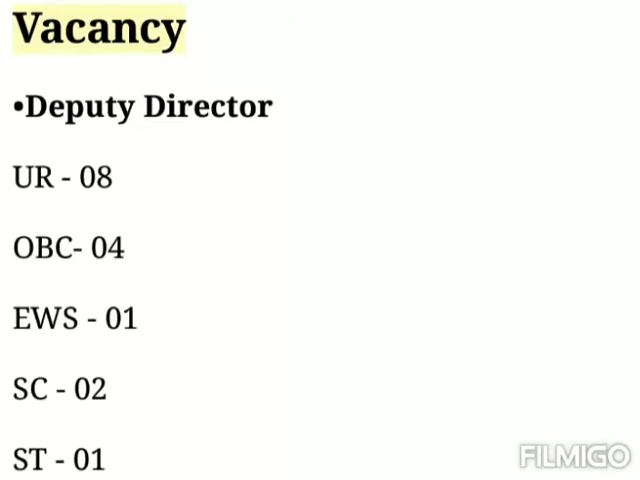 Vacancy
•Deputy Director
UR - 08
OBC- 04
EWS - 01
SC - 02
ST - 01
FILMIGO